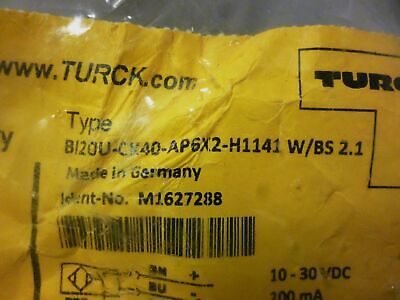 www.TURCK.com
TURC
Type
BI20U-CK40-AP6X2-H1141 W/BS 2.1
Made in Germany
Ident-No. M1627288
BN +
10 - 30 VDC
BU -
200 mA